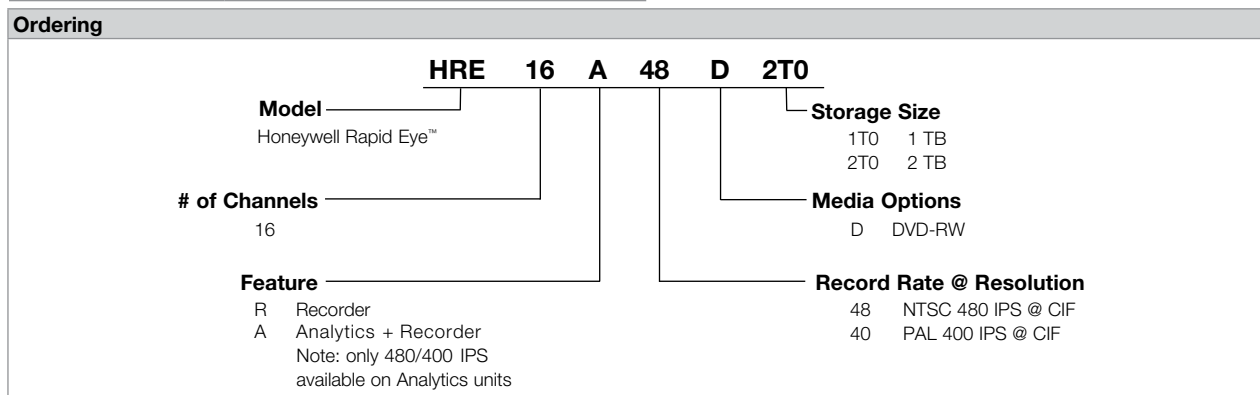 Ordering
HRE 16 A 48 D 2T0
Model
Honeywell Rapid Eye™
# of Channels
16
Feature
R Recorder
A Analytics + Recorder
Note: only 480/400 IPS
available on Analytics units
Storage Size
1T0 1 TB
2T0 2 TB
Media Options
D DVD-RW
Record Rate @ Resolution
48 NTSC 480 IPS @ CIF
40 PAL 400 IPS @ CIF